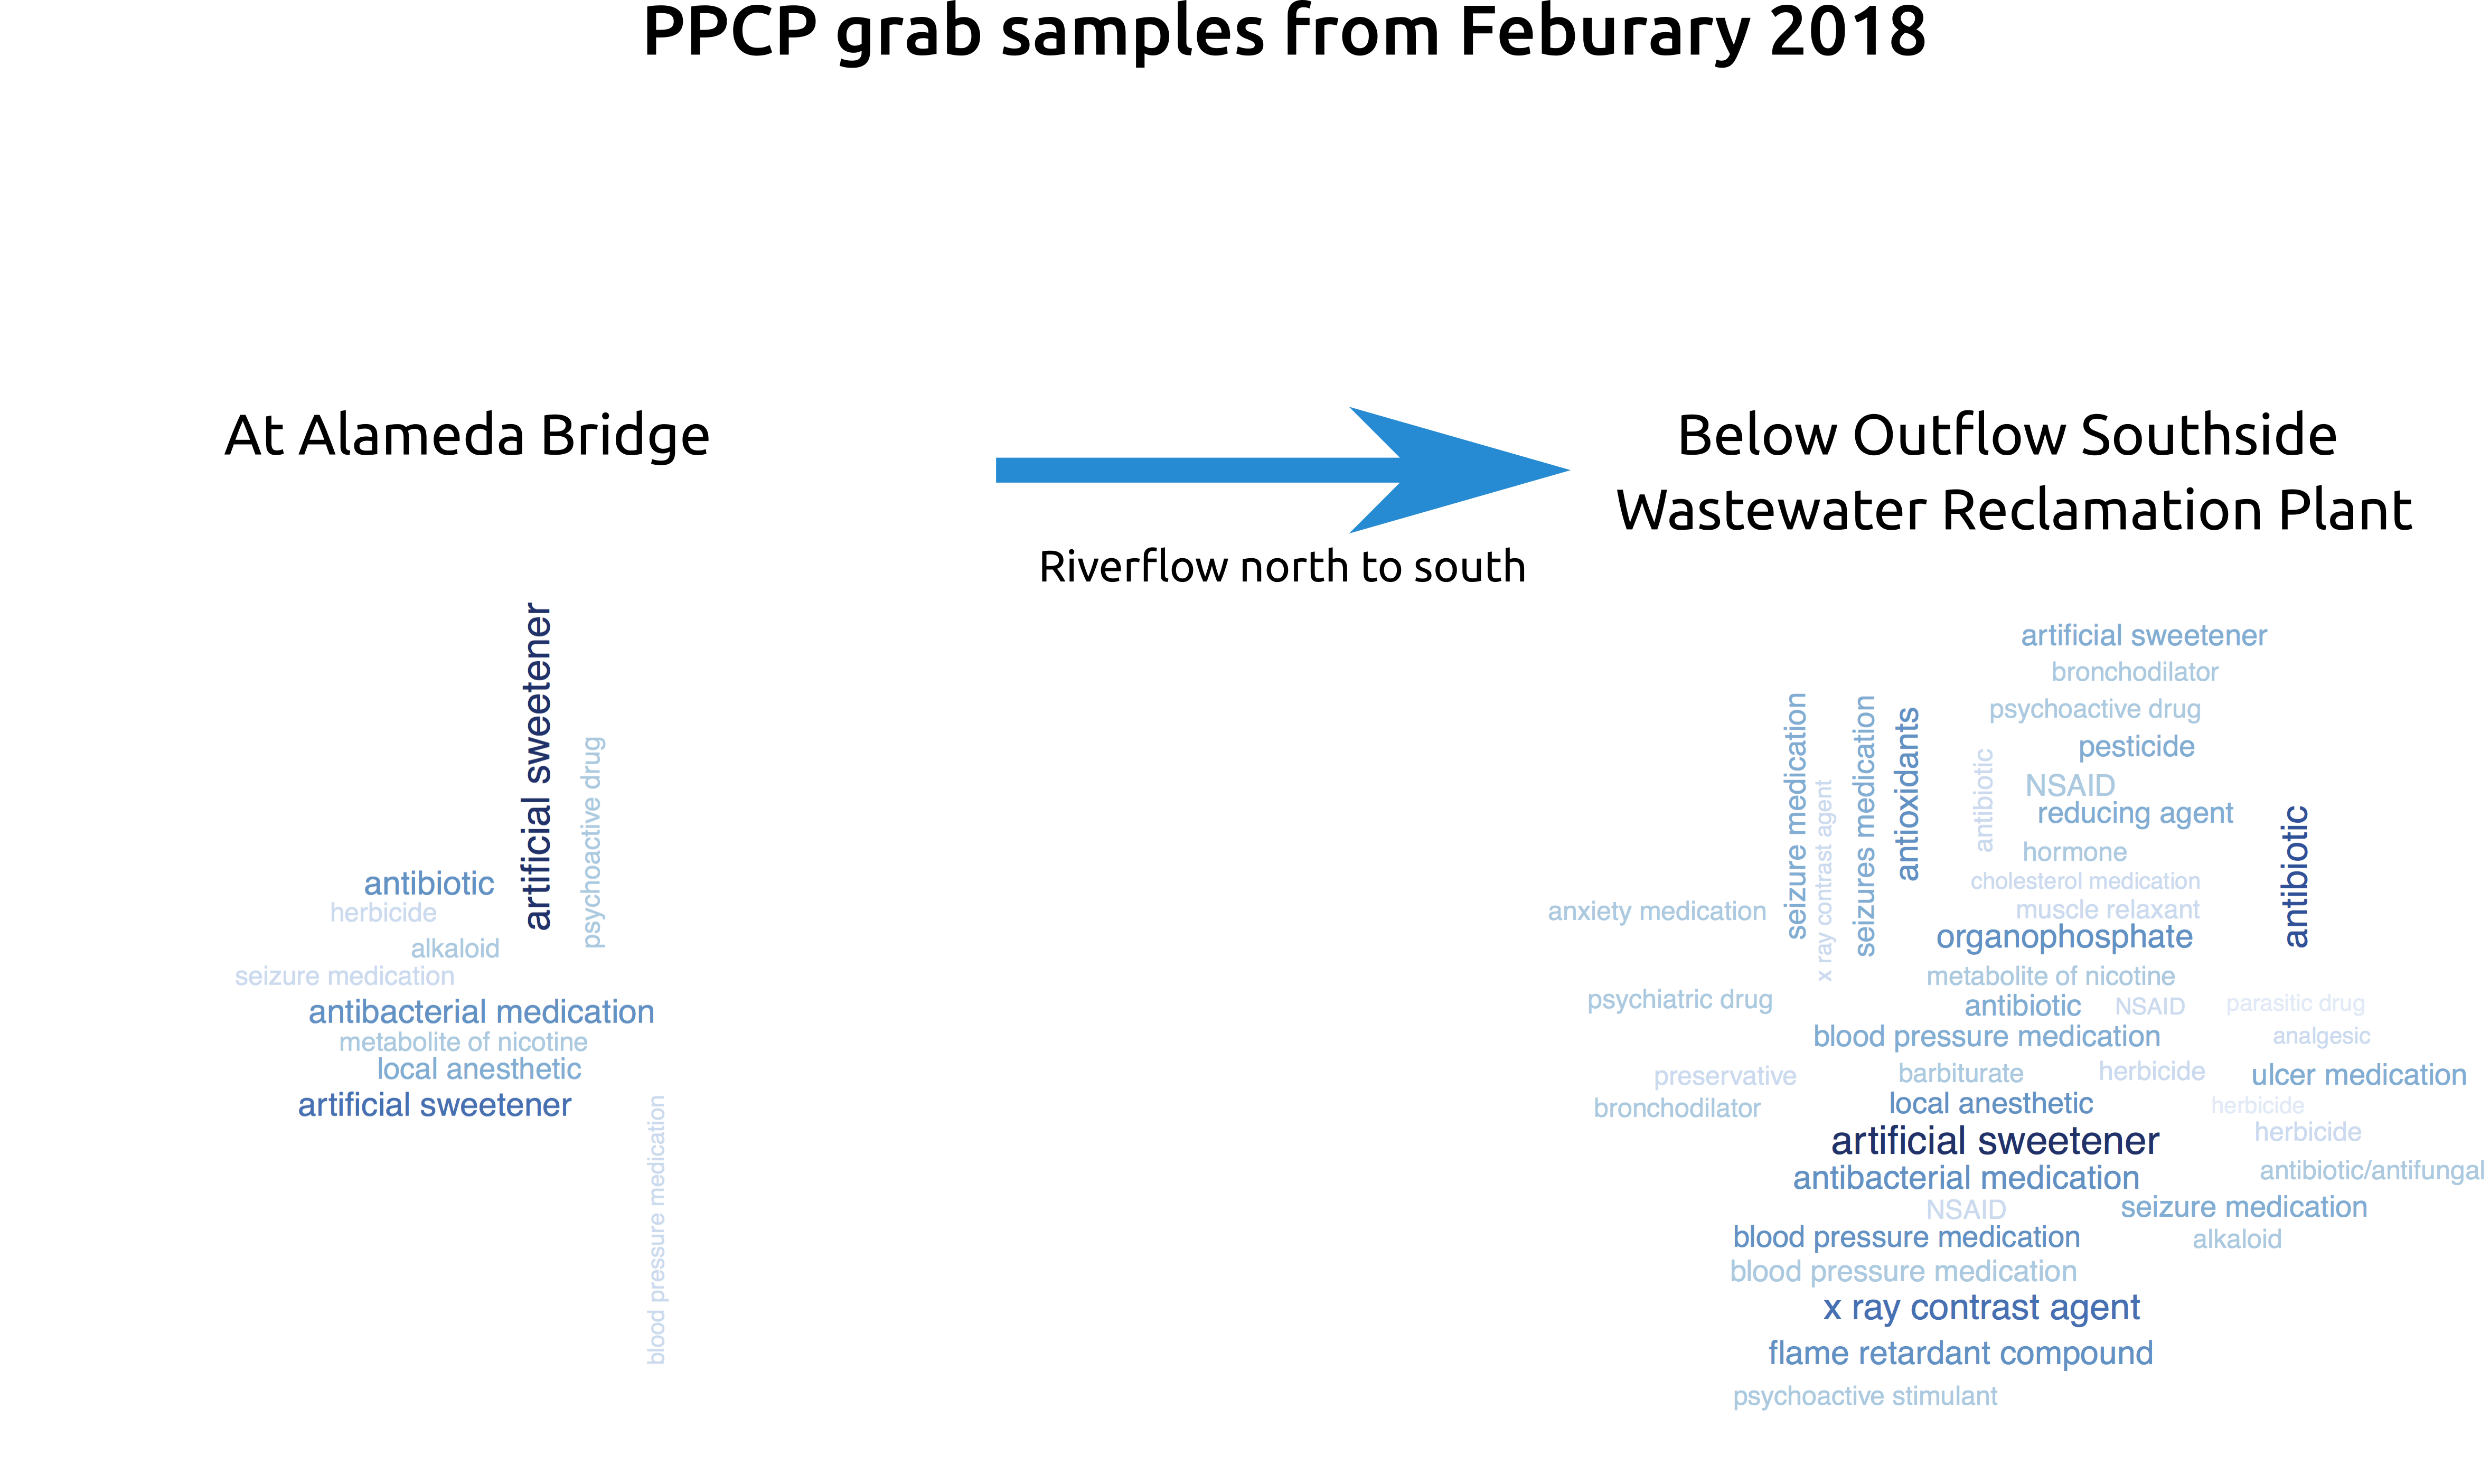 PPCP grab samples from Feburary 2018
At Alameda Bridge
Riverflow north to south
Below Outflow Southside
Wastewater Reclamation Plant
artificial sweetener
psychoactive drug
antibiotic
herbicide
alkaloid
seizure medication
antibacterial medication
metabolite of nicotine
local anesthetic
artificial sweetener
blood pressure medication
artificial sweetener
bronchodilator
psychoactive drug
pesticide
seizure medication
x ray contrast agent
seizures medication
antioxidants
antibiotic
NSAID
reducing agent
antibiotic
hormone
cholesterol medication
muscle relaxant
anxiety medication
organophosphate
metabolite of nicotine
psychiatric drug
antibiotic
NSAID
parasitic drug
blood pressure medication
analgesic
preservative
barbiturate
herbicide
ulcer medication
bronchodilator
local anesthetic
herbicide
artificial sweetener
herbicide
antibacterial medication
antibiotic/antifungal
NSAID
seizure medication
blood pressure medication
alkaloid
blood pressure medication
x ray contrast agent
flame retardant compound
psychoactive stimulant